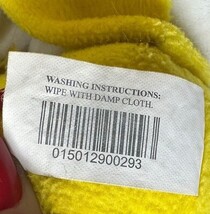 WASHING INSTRUCTIONS:
WIPE WITH DAMP CLOTH.
015012900293